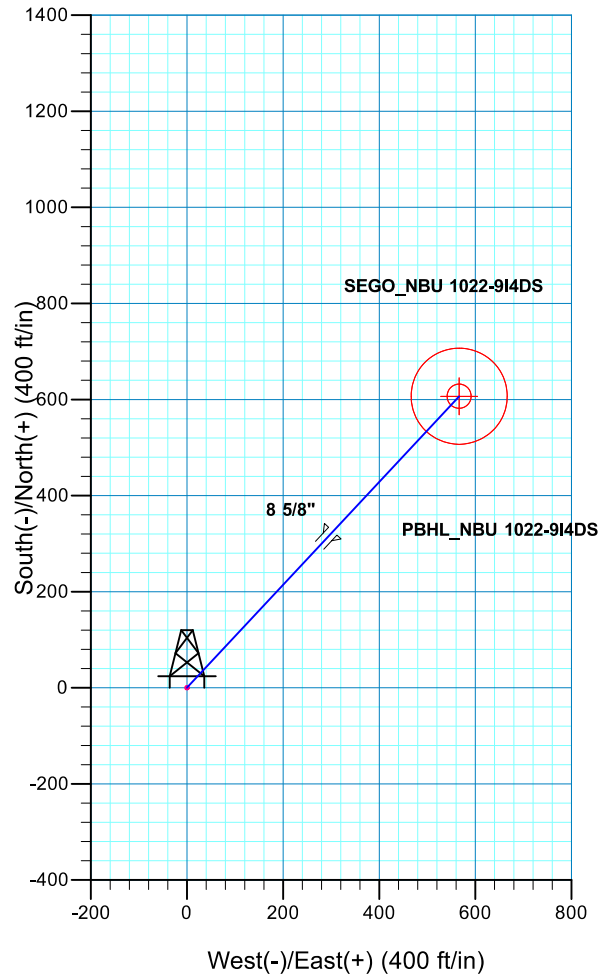 1400
1200
1000
800
600
400
200
0
-200
-400
South(-)/North(+) (400 ft/in)
SEGO_NBU 1022-9I4DS
8 5/8"
PBHL_NBU 1022-9I4DS
-200 0 200 400 600 800
West(-)/East(+) (400 ft/in)